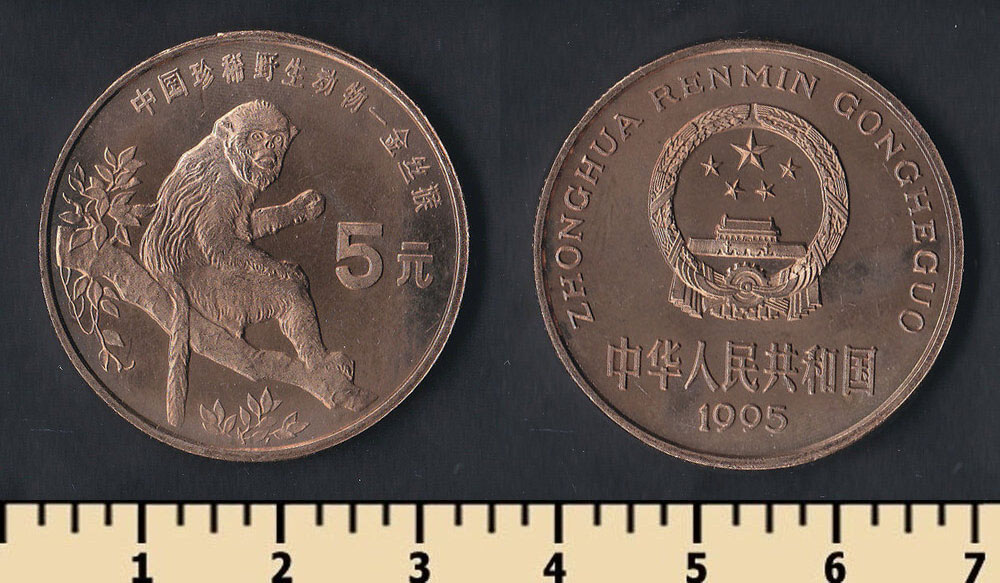 中国珍稀野生动物—金丝猴
5元
ZHONGHUA RENMIN GONGHEGUO
中华人民共和国
1995
1 2 3 4 5 6 7